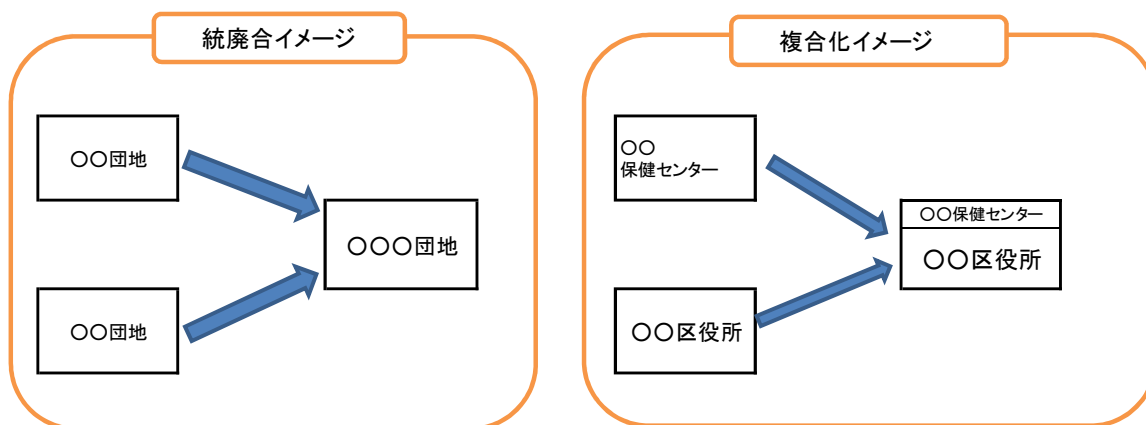 統廃合イメージ
〇〇団地
〇〇団地
〇〇〇団地
複合化イメージ
〇〇
保健センター
〇〇区役所
〇〇保健センター
〇〇区役所